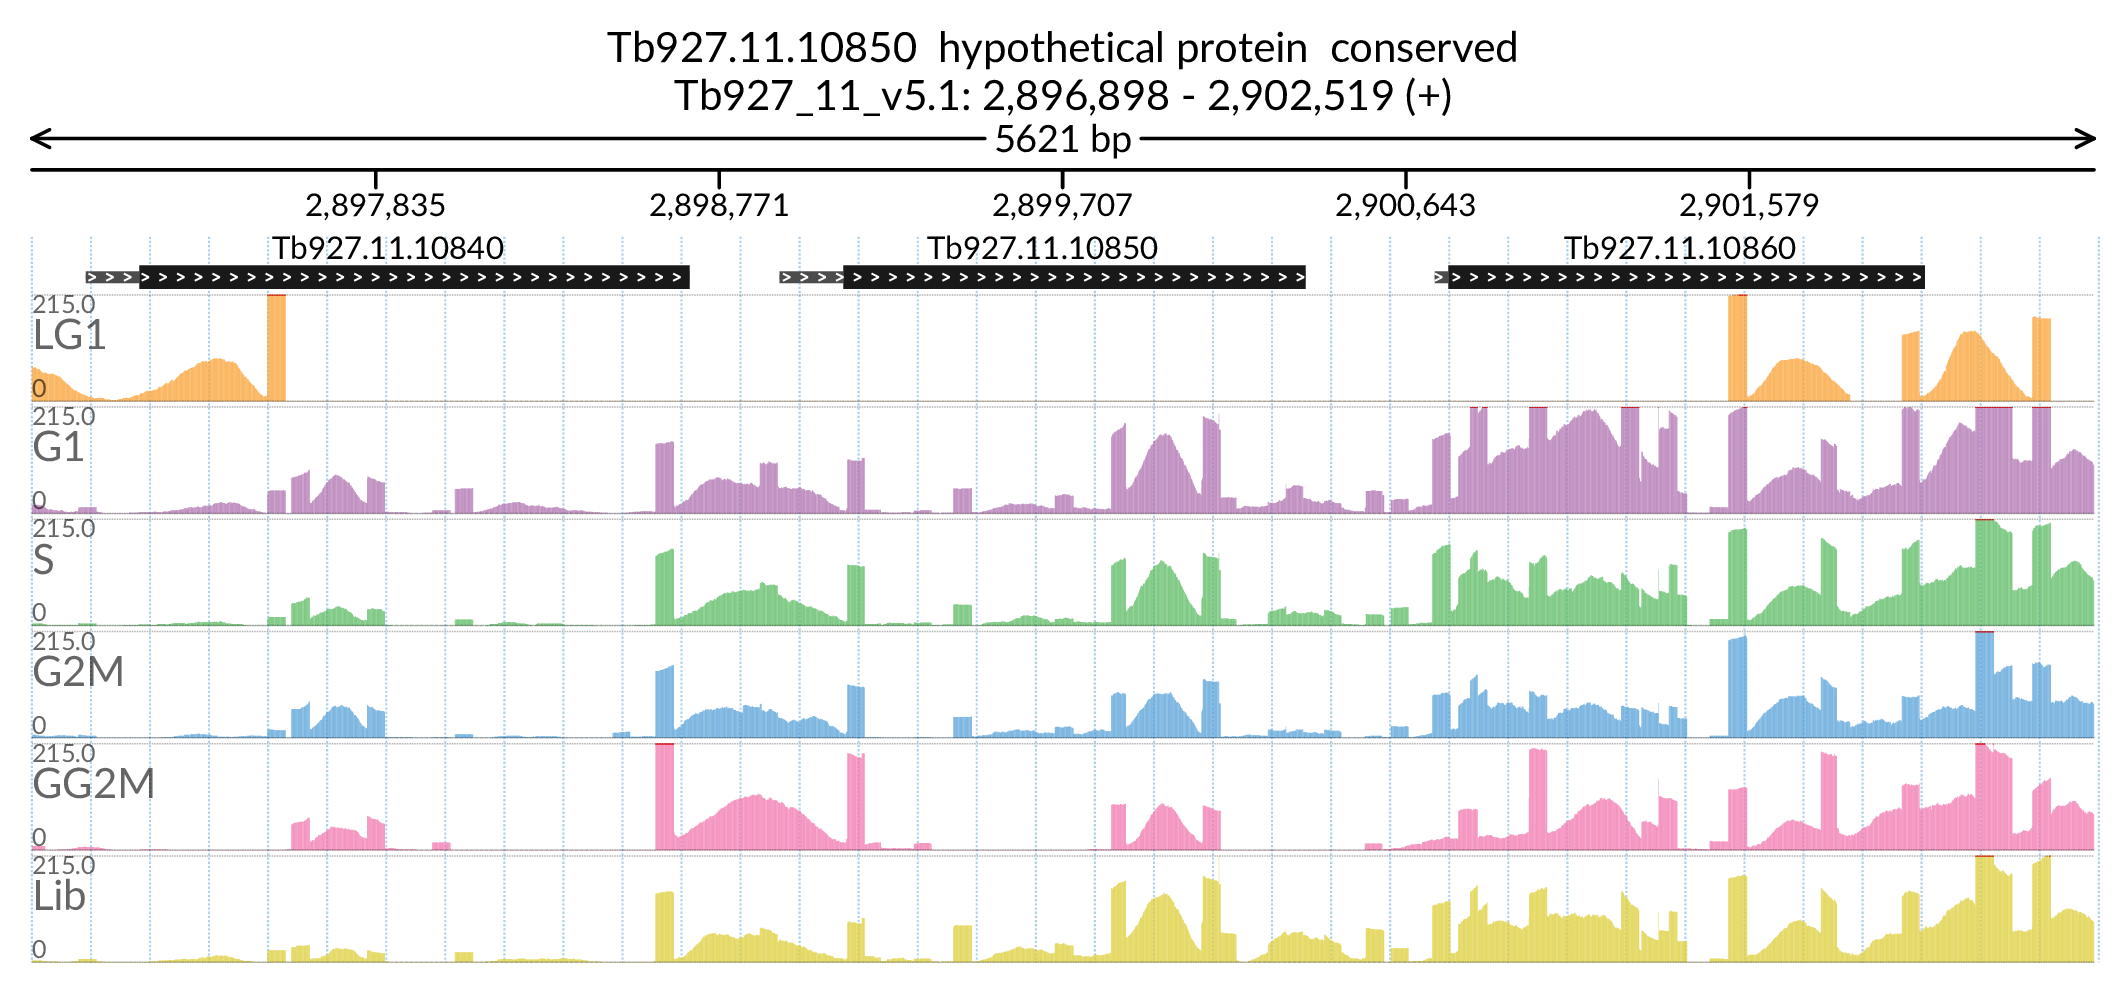 Tb927.11.10850 hypothetical protein conserved
Tb927_11_v5.1: 2,896,898 - 2,902,519 (+)
5621 bp
2,897,835 2,898,771 2,899,707 2,900,643 2,901,579
Tb927.11.10840 Tb927.11.10850 Tb927.11.10860
215.0
LG1
0
215.0
G1
0
215.0
S
0
215.0
G2M
0
215.0
GG2M
0
215.0
Lib
0